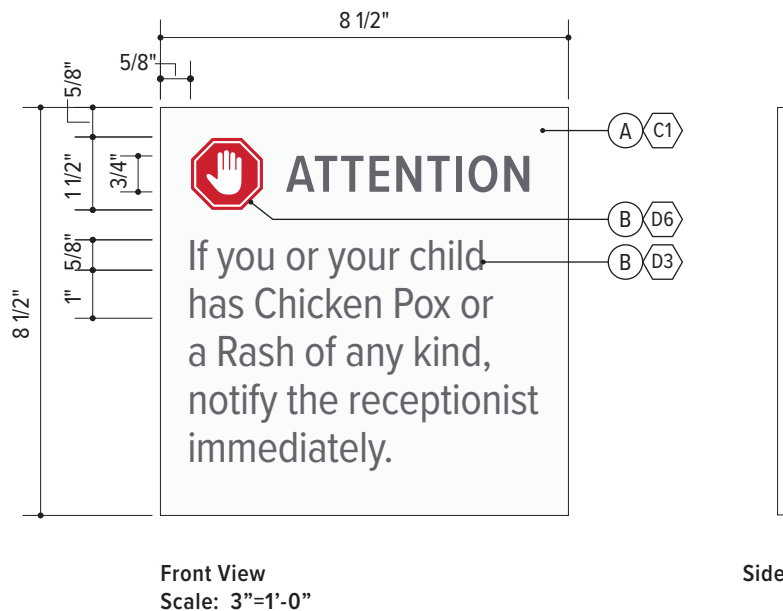 8 1/2"
5/8"
5/8"
1 1/2"
3/4"
5/8"
1"
8 1/2"
ATTENTION
If you or your child
has Chicken Pox or
a Rash of any kind,
notify the receptionist
immediately.
A C1
B D6
B D3
Front View
Scale:  3”=1'-0”
Side